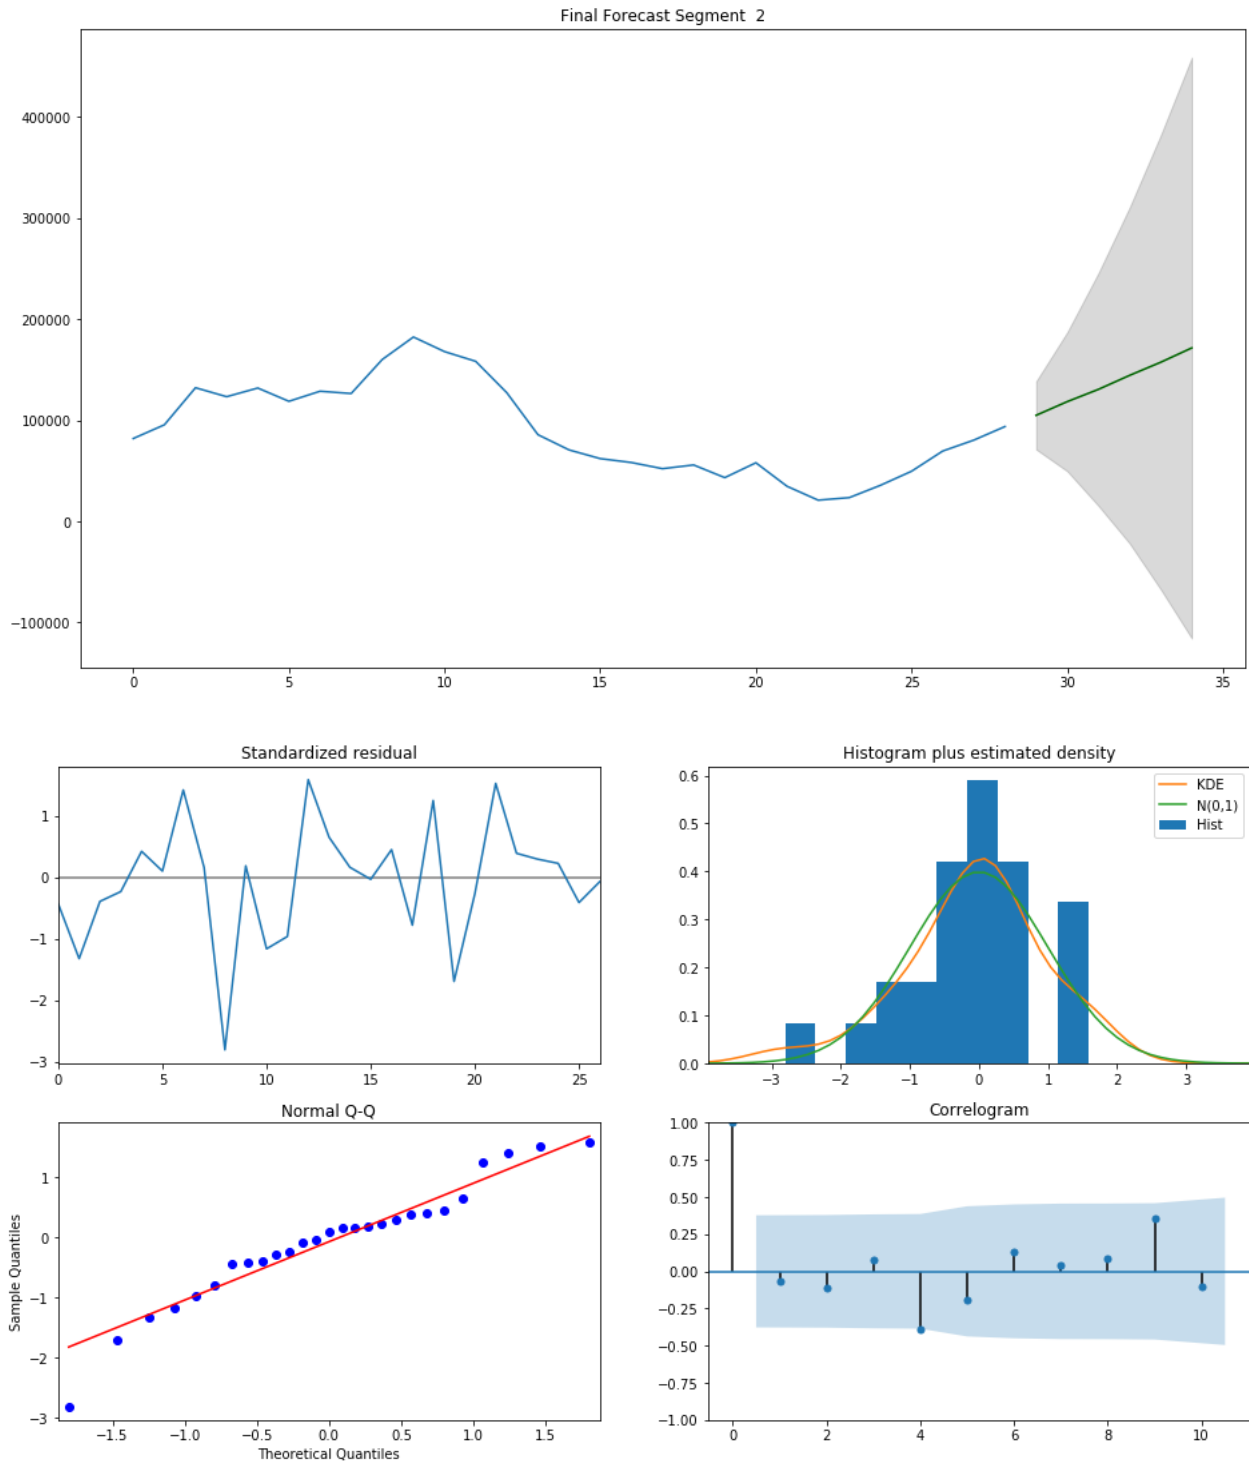 Final Forecast Segment  2
400000
300000
200000
100000
0
−100000
0 5 10 15 20 25 30 35
Standardized residual
1
0
−1
−2
−3
0 5 10 15 20 25
Histogram plus estimated density
KDE
N(0,1)
Hist
0.6
0.5
0.4
0.3
0.2
0.1
0.0
−3 −2 −1 0 1 2 3
Normal Q-Q
Sample Quantiles
1
0
−1
−2
−3
−1.5 −1.0 −0.5 0.0 0.5 1.0 1.5
Theoretical Quantiles
Correlogram
1.00
0.75
0.50
0.25
0.00
−0.25
−0.50
−0.75
−1.00
0 2 4 6 8 10